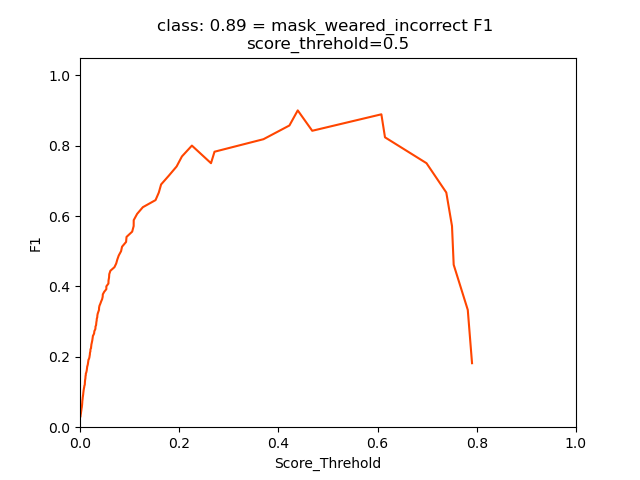 class: 0.89 = mask_weared_incorrect F1
score_threhold=0.5
1.0
0.8
0.6
0.4
0.2
0.0
F1
0.0 0.2 0.4 0.6 0.8 1.0
Score_Threhold